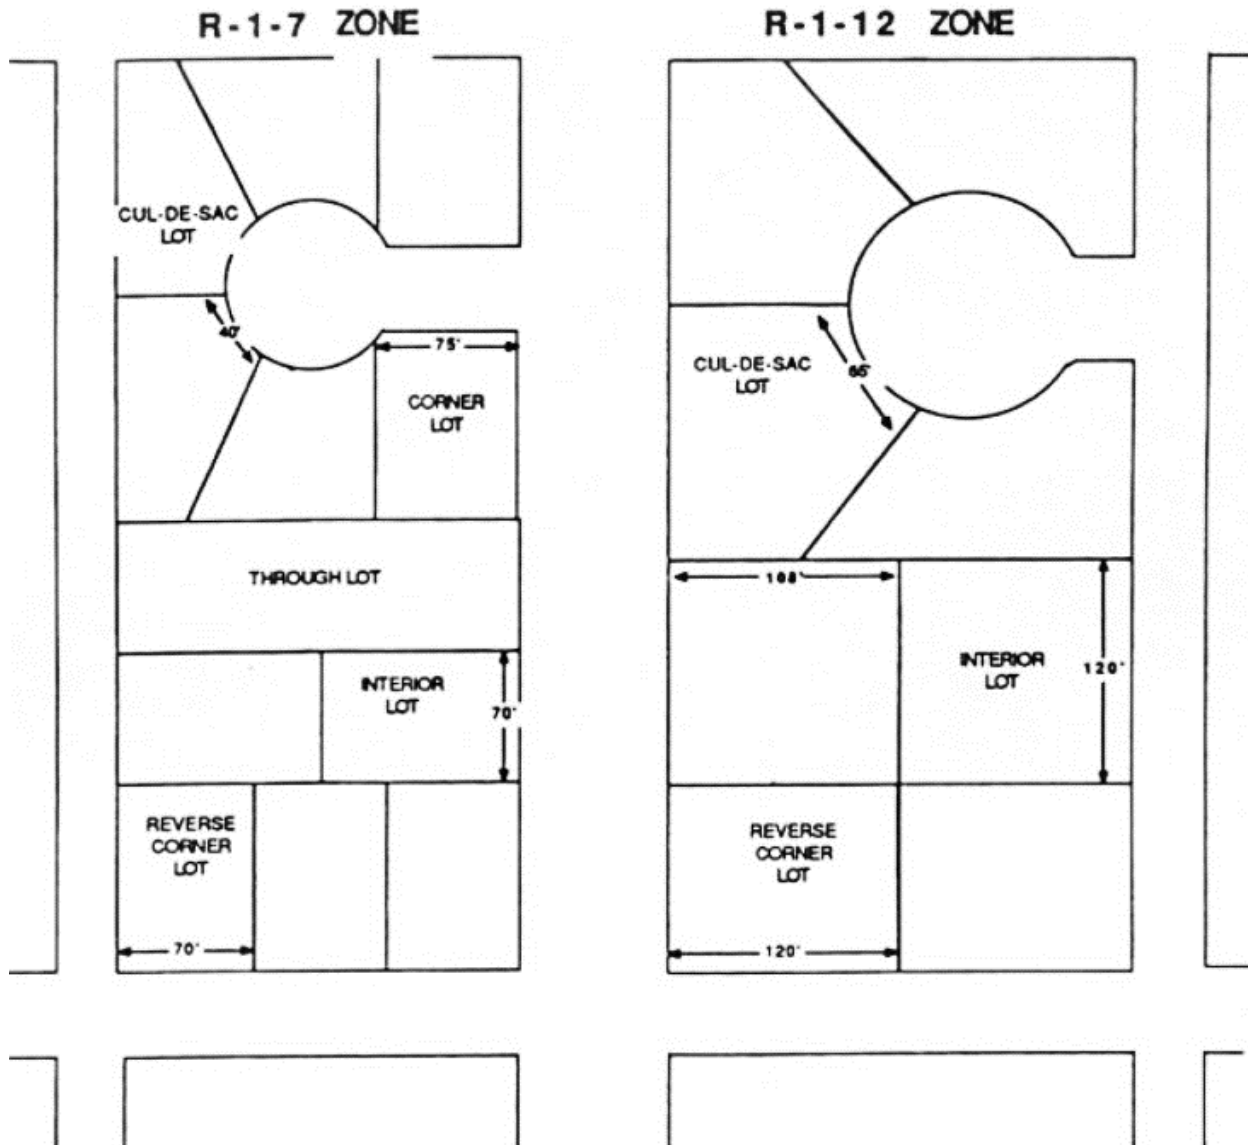 R-1-7 ZONE
CUL-DE-SAC
LOT
40'
75'
CORNER
LOT
THROUGH LOT
INTERIOR
LOT
70'
REVERSE
CORNER
LOT
70'
R-1-12 ZONE
CUL-DE-SAC
LOT
INTERIOR
LOT
120'
REVERSE
CORNER
LOT
120'